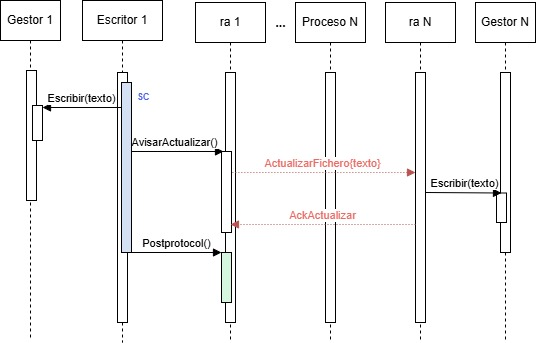 Gestor 1
Escritor 1
ra 1
...
Proceso N
ra N
Gestor N
SC
Escribir(texto)
AvisarActualizar()
ActualizarFichero{texto}
Escribir(texto)
AckActualizar
Postprotocol()